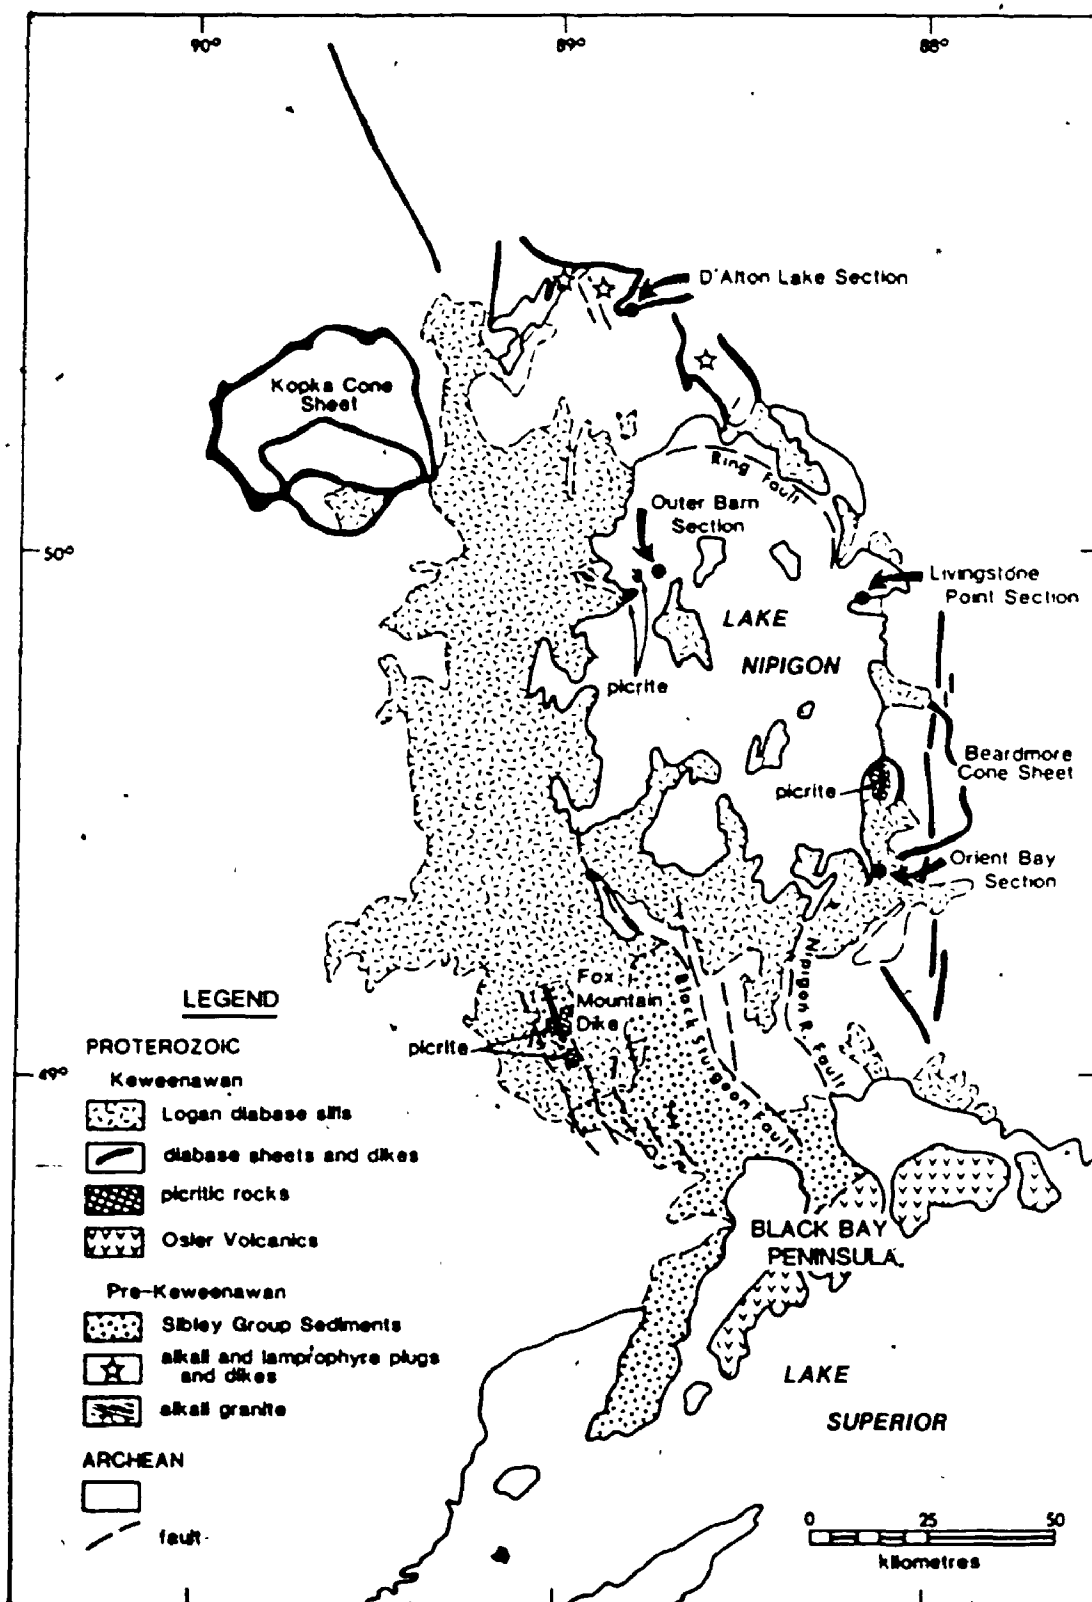 90°
89°
88°
D'Alton Lake Section
Kopka Cone
Sheet
Ring Fault
Outer Barn
Section
50°
Livingstone
Point Section
LAKE
NIPIGON
picrite
Beardmore
Cone Sheet
picrite
Orient Bay
Section
Nipigon R. Fault
Fox
Mountain
Dike
Black Sturgeon Fault
picrite
49°
LEGEND
PROTEROZOIC
Keweenawan
Logan diabase sills
diabase sheets and dikes
picritic rocks
Osler Volcanics
Pre-Keweenawan
Sibley Group Sediments
alkali and lamprophyre plugs
and dikes
alkali granite
ARCHEAN
fault
BLACK BAY
PENINSULA
LAKE
SUPERIOR
0 25 50
kilometres